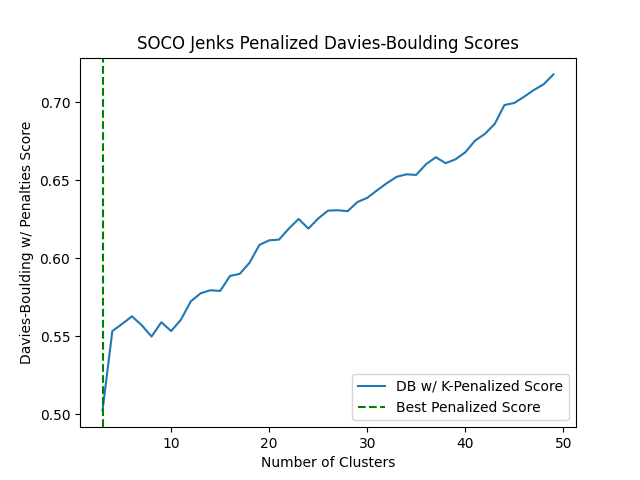 SOCO Jenks Penalized Davies-Boulding Scores
Davies-Boulding w/ Penalties Score
0.70
0.65
0.60
0.55
0.50
DB w/ K-Penalized Score
Best Penalized Score
10 20 30 40 50
Number of Clusters